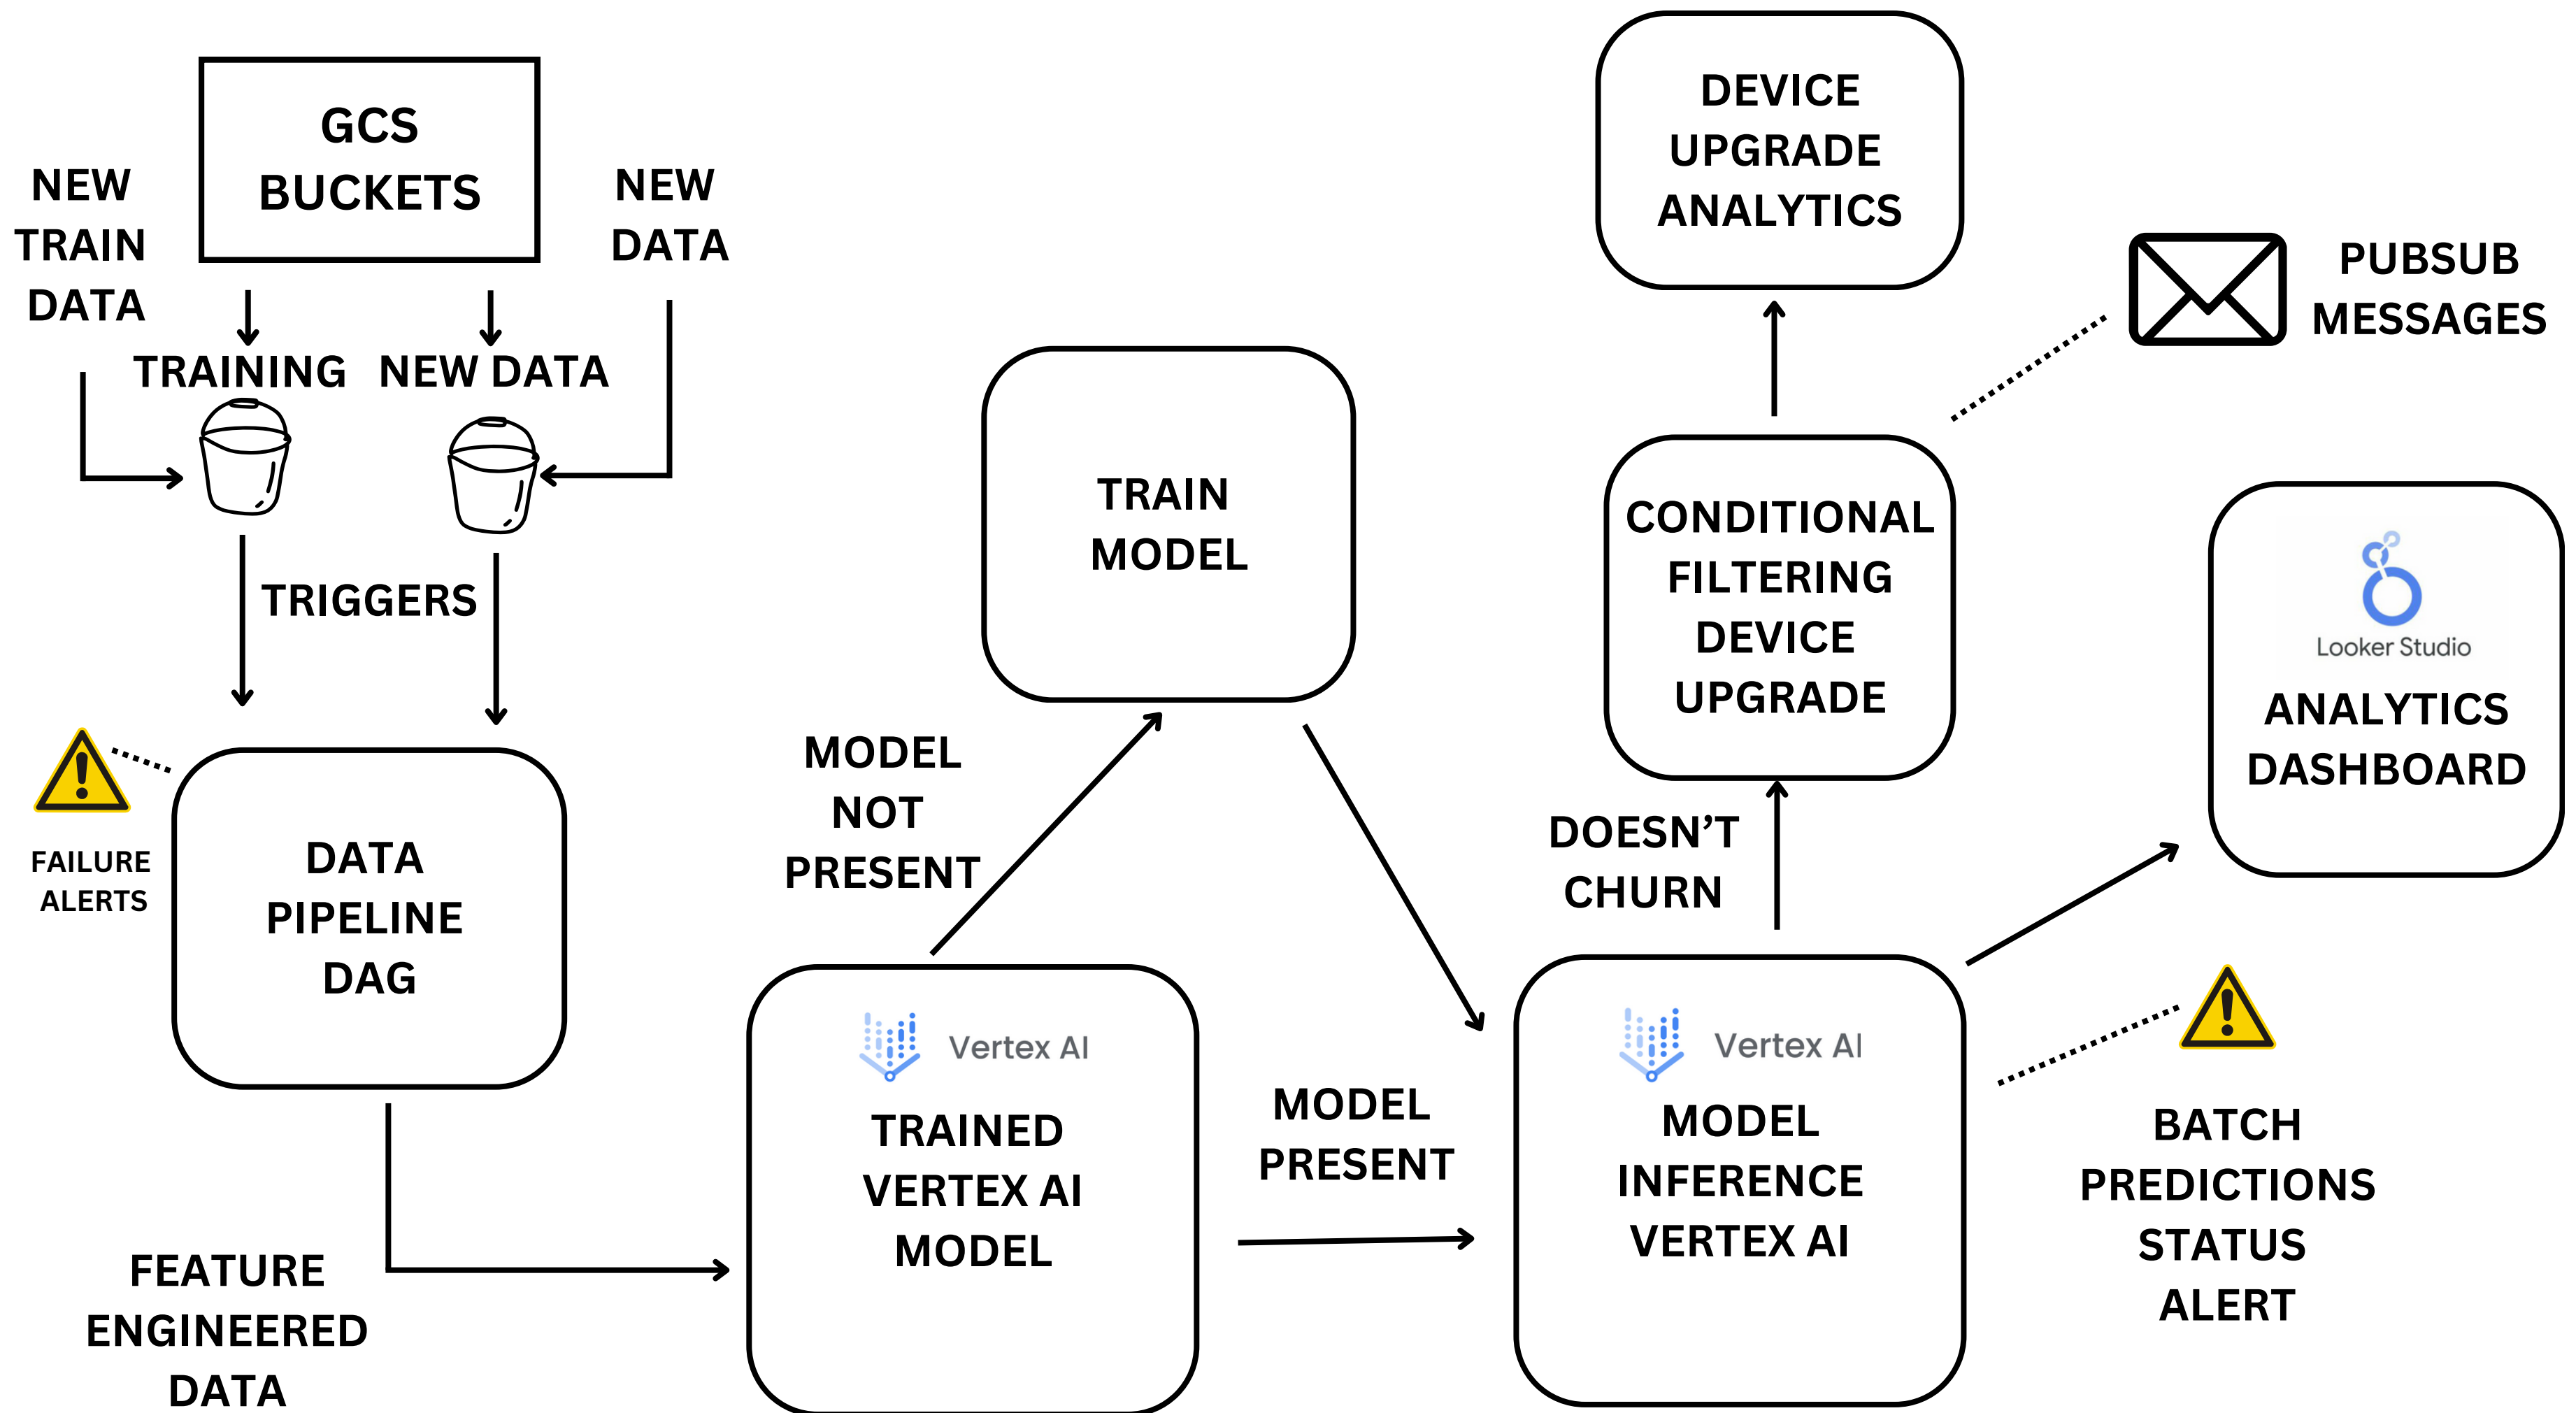 GCS
BUCKETS
NEW
TRAIN
DATA
NEW
DATA
TRAINING
NEW DATA
TRIGGERS
FAILURE
ALERTS
DATA
PIPELINE
DAG
FEATURE
ENGINEERED
DATA
MODEL
NOT
PRESENT
TRAIN
MODEL
Vertex AI
TRAINED
VERTEX AI
MODEL
MODEL
PRESENT
Vertex AI
MODEL
INFERENCE
VERTEX AI
DOESN’T
CHURN
CONDITIONAL
FILTERING
DEVICE
UPGRADE
DEVICE
UPGRADE
ANALYTICS
PUBSUB
MESSAGES
Looker Studio
ANALYTICS
DASHBOARD
BATCH
PREDICTIONS
STATUS
ALERT